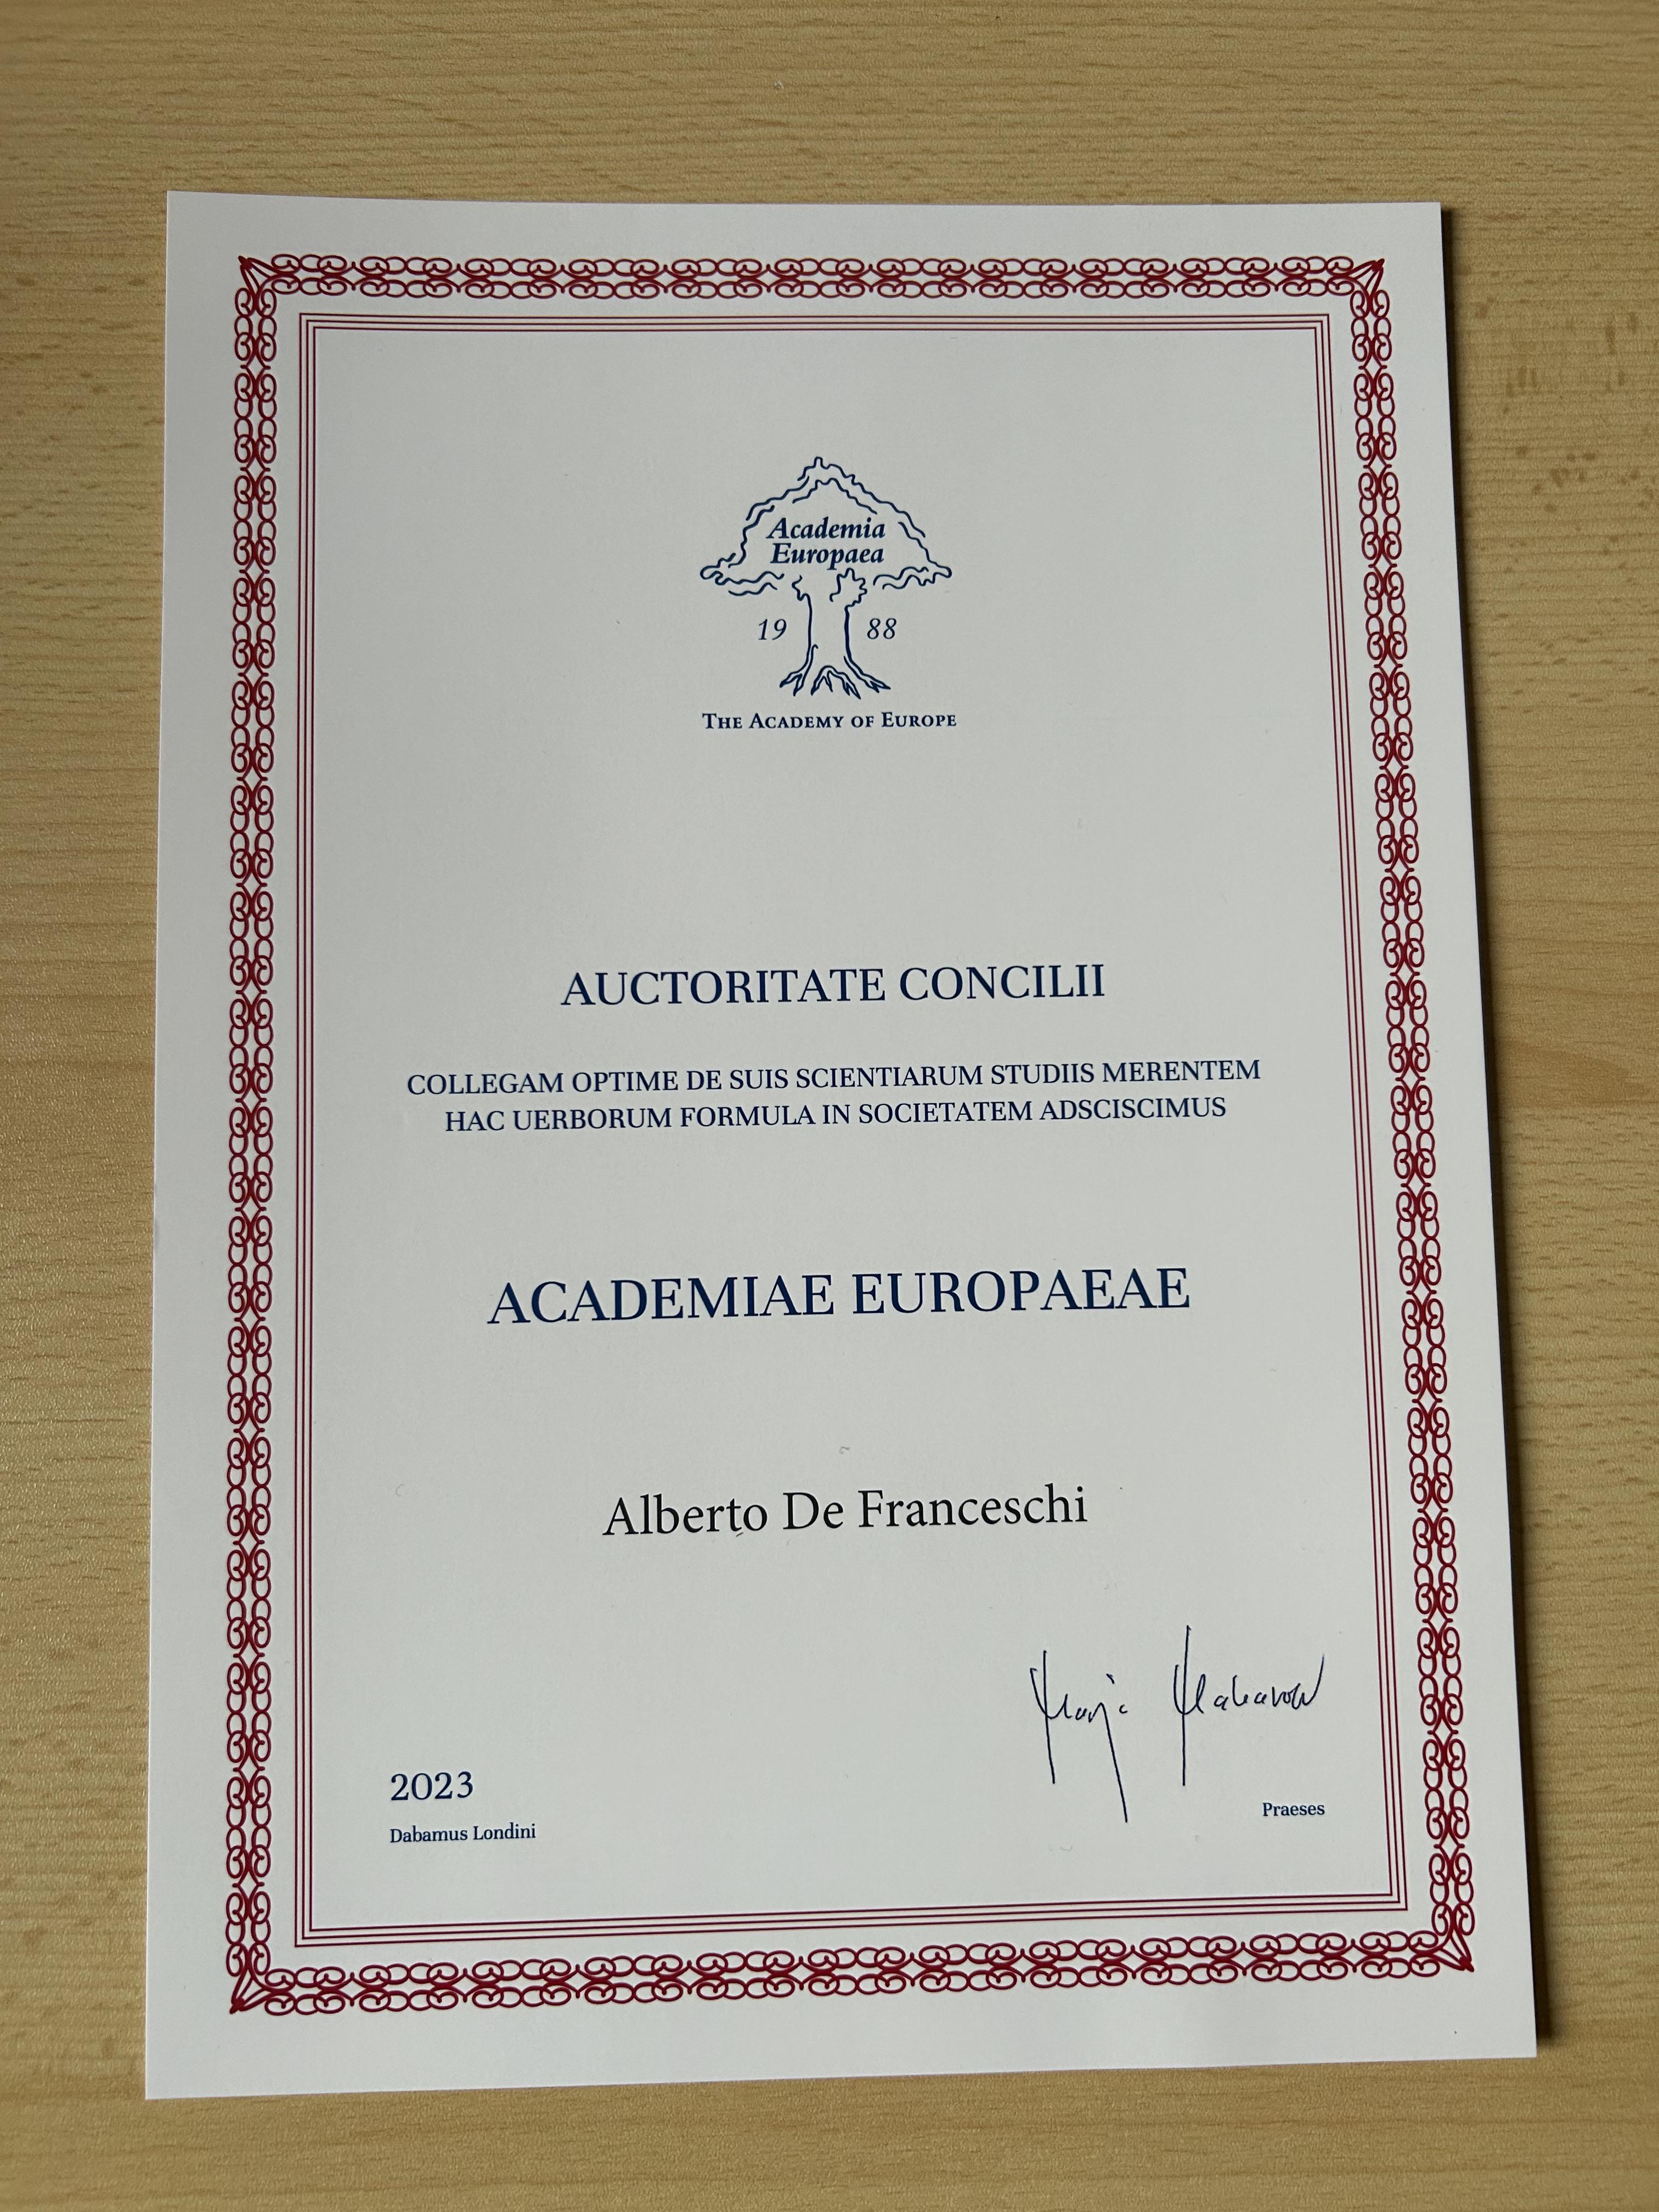 Academia
Europaea
19 88
THE ACADEMY OF EUROPE
AUCTORITATE CONCILII
COLLEGAM OPTIME DE SUIS SCIENTIARUM STUDIIS MERENTEM
HAC UERBORUM FORMULA IN SOCIETATEM ADSCISCIMUS
ACADEMIAE EUROPAEAE
Alberto De Franceschi
2023
Dabamus Londini
Praeses